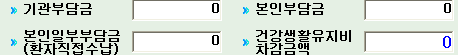 기관부담금 0 본인부담금 0
본인일부부담금 0 건강생활유지비 0
(환자직접수납) 차감금액